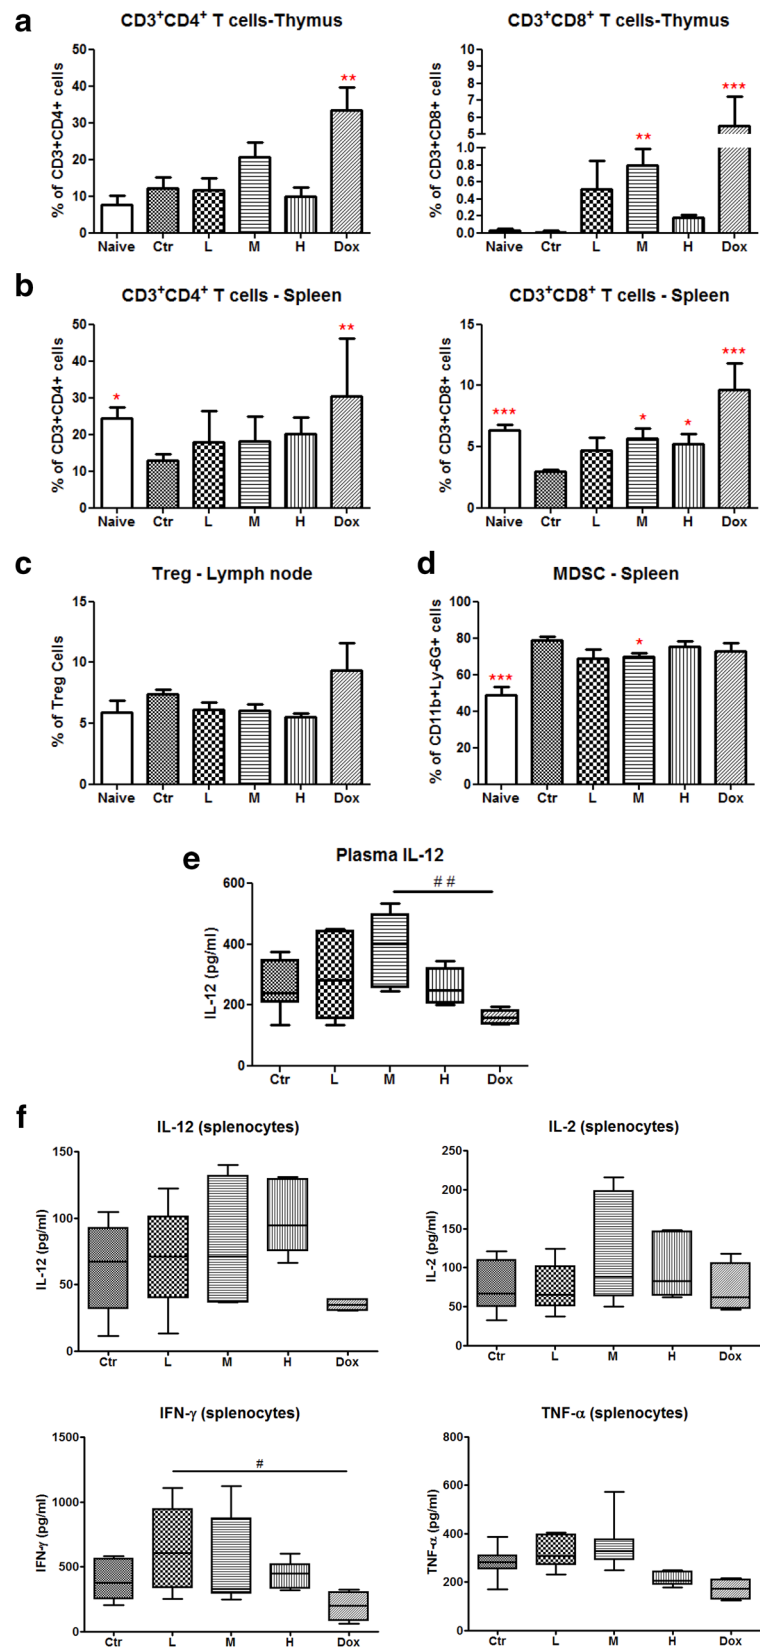 a
CD3+CD4+ T cells-Thymus
% of CD3+CD4+ cells
50
40
30
20
10
0
**
Naive Ctr L M H Dox
CD3+CD8+ T cells-Thymus
% of CD3+CD8+ cells
10
9
8
7
6
5
1.0
0.8
0.6
0.4
0.2
0.0
**
***
Naive Ctr L M H Dox
b
CD3+CD4+ T cells - Spleen
% of CD3+CD4+ cells
50
40
30
20
10
0
*
**
Naive Ctr L M H Dox
CD3+CD8+ T cells - Spleen
% of CD3+CD8+ cells
15
10
5
0
***
*
*
***
Naive Ctr L M H Dox
c
Treg - Lymph node
% of Treg Cells
15
10
5
0
Naive Ctr L M H Dox
d
MDSC - Spleen
% of CD11b+Ly-6G+ cells
100
80
60
40
20
0
***
*
Naive Ctr L M H Dox
e
Plasma IL-12
IL-12 (pg/ml)
600
400
200
0
# #
Ctr L M H Dox
f
IL-12 (splenocytes)
IL-12 (pg/ml)
150
100
50
0
Ctr L M H Dox
IL-2 (splenocytes)
IL-2 (pg/ml)
250
200
150
100
50
0
Ctr L M H Dox
IFN-γ (splenocytes)
IFN-γ (pg/ml)
1500
1000
500
0
#
Ctr L M H Dox
TNF-α (splenocytes)
TNF-α (pg/ml)
800
600
400
200
0
Ctr L M H Dox